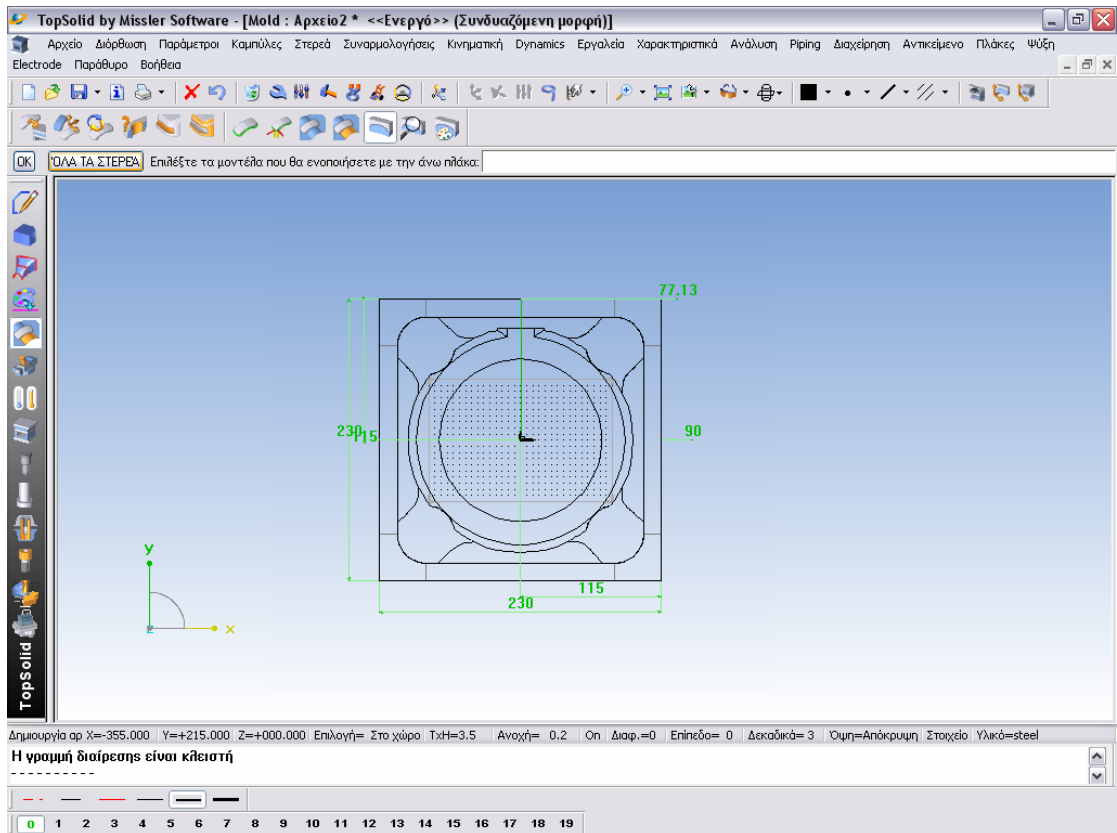 TopSolid by Missler Software - [Mold : Αρχείο2 * <<Ενεργό>> (Συνδυαζόμενη μορφή)]
Αρχείο Διόρθωση Παράμετροι Καμπύλες Στερεά Συναρμολογήσεις Κινηματική Dynamics Εργαλεία Χαρακτηριστικά Ανάλυση Piping Διαχείρηση Αντικείμενο Πλάκες Ψύξη
Electrode Παράθυρο Βοήθεια
OK ΌΛΑ ΤΑ ΣΤΕΡΕΑ Επιλέξτε τα μοντέλα που θα ενοποιήσετε με την άνω πλάκα:
77.13
230 115 90
115
230
y
z x
TopSolid
Δημιουργία αρ X=-355.000 Y=+215.000 Z=+000.000 Επιλογή= Στο χώρο TxH=3.5 Ανοχή= 0.2 On Διαφ.=0 Επίπεδο= 0 Δεκαδικά= 3 Όψη=Απόκρυψη Στοιχείο Υλικό=steel
Η γραμμή διαίρεσης είναι κλειστή
----------
0 1 2 3 4 5 6 7 8 9 10 11 12 13 14 15 16 17 18 19